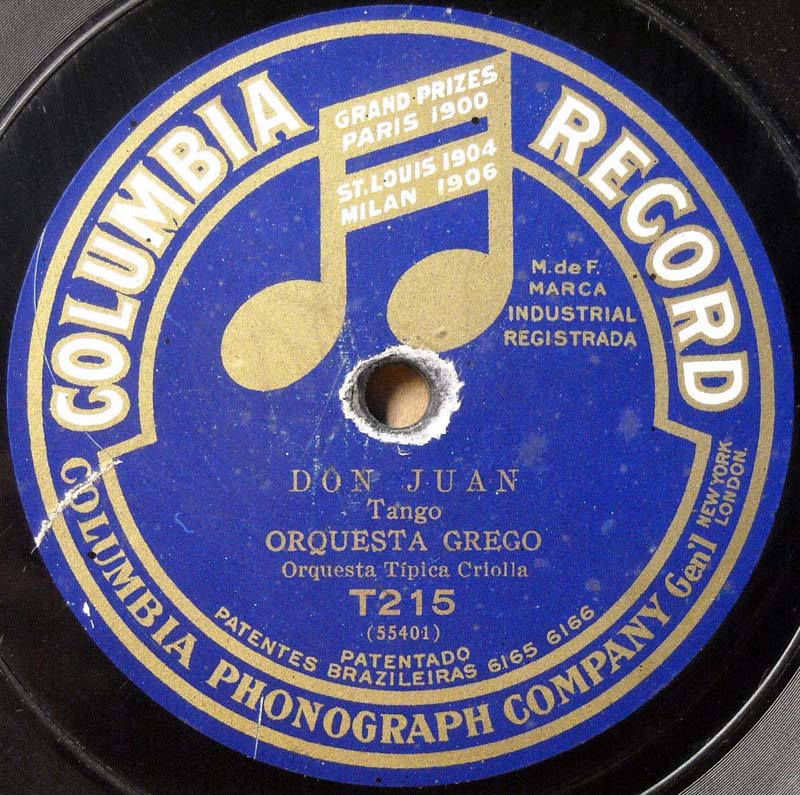 COLUMBIA RECORD
GRAND PRIZES
PARIS 1900
ST. LOUIS 1904
MILAN 1906
M. de F.
MARCA
INDUSTRIAL
REGISTRADA
DON JUAN
Tango
ORQUESTA GREGO
Orquesta Típica Criolla
T215
(55401)
PATENTADO
PATENTES BRAZILEIRAS 6165 6166
COLUMBIA PHONOGRAPH COMPANY Gen'l
NEW YORK
LONDON.